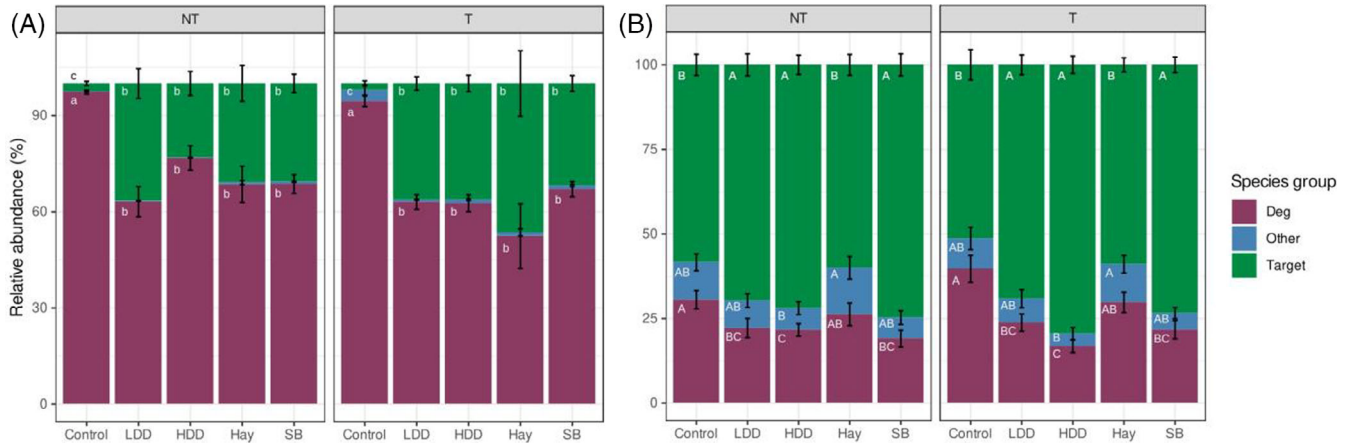 (A)
NT
T
Relative abundance (%)
90
60
30
0
c
b
b
b
b
a
b
b
b
b
c
b
b
b
b
a
b
b
b
b
Control LDD HDD Hay SB
Control LDD HDD Hay SB
(B)
NT
T
100
75
50
25
0
B A A B A
B A A B A
AB AB B A AB
AB AB B A AB
A BC C AB BC
A BC C AB BC
Control LDD HDD Hay SB
Control LDD HDD Hay SB
Species group
Deg
Other
Target